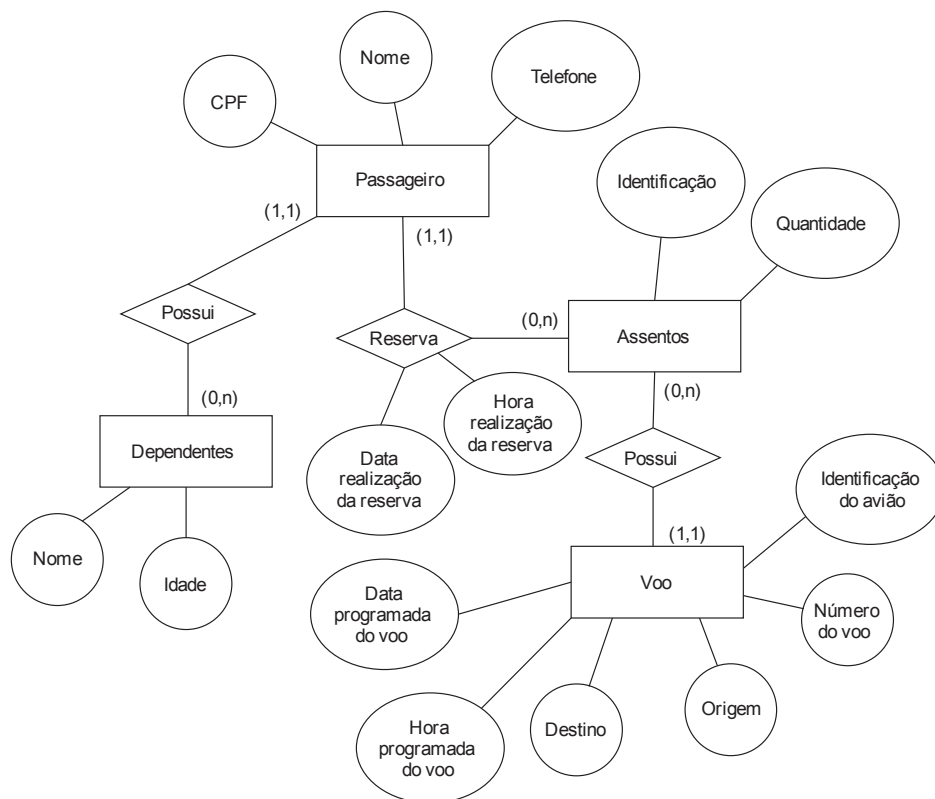 Nome
Telefone
CPF
Passageiro
Identificação
(1,1)
(1,1)
Quantidade
Possui
Reserva
(0,n)
Assentos
(0,n)
(0,n)
Hora
realização
da reserva
Dependentes
Data
realização
da reserva
Possui
Identificação
do avião
(1,1)
Nome
Idade
Data
programada
do voo
Voo
Número
do voo
Hora
programada
do voo
Destino
Origem